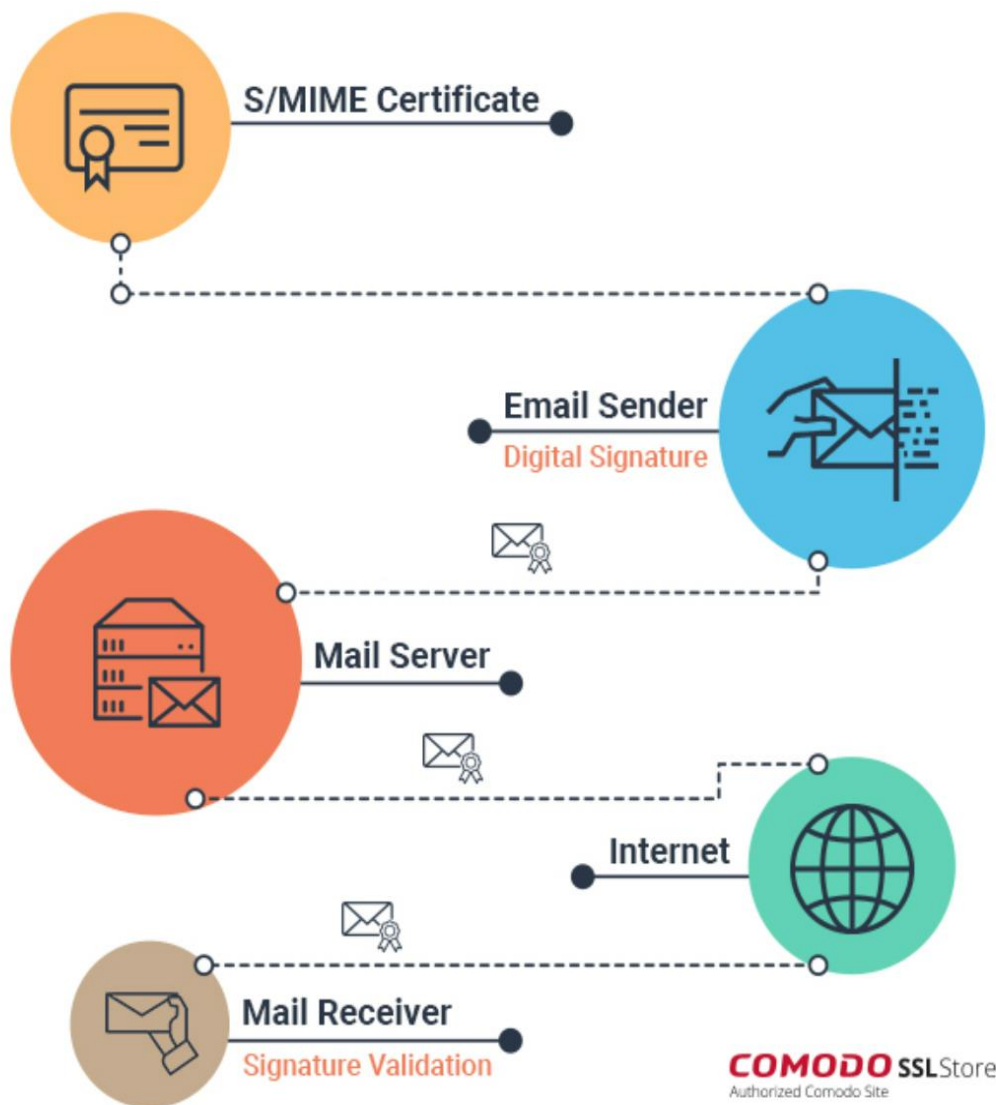 S/MIME Certificate
Email Sender
Digital Signature
Mail Server
Internet
Mail Receiver
Signature Validation
COMODO SSLStore
Authorized Comodo Site